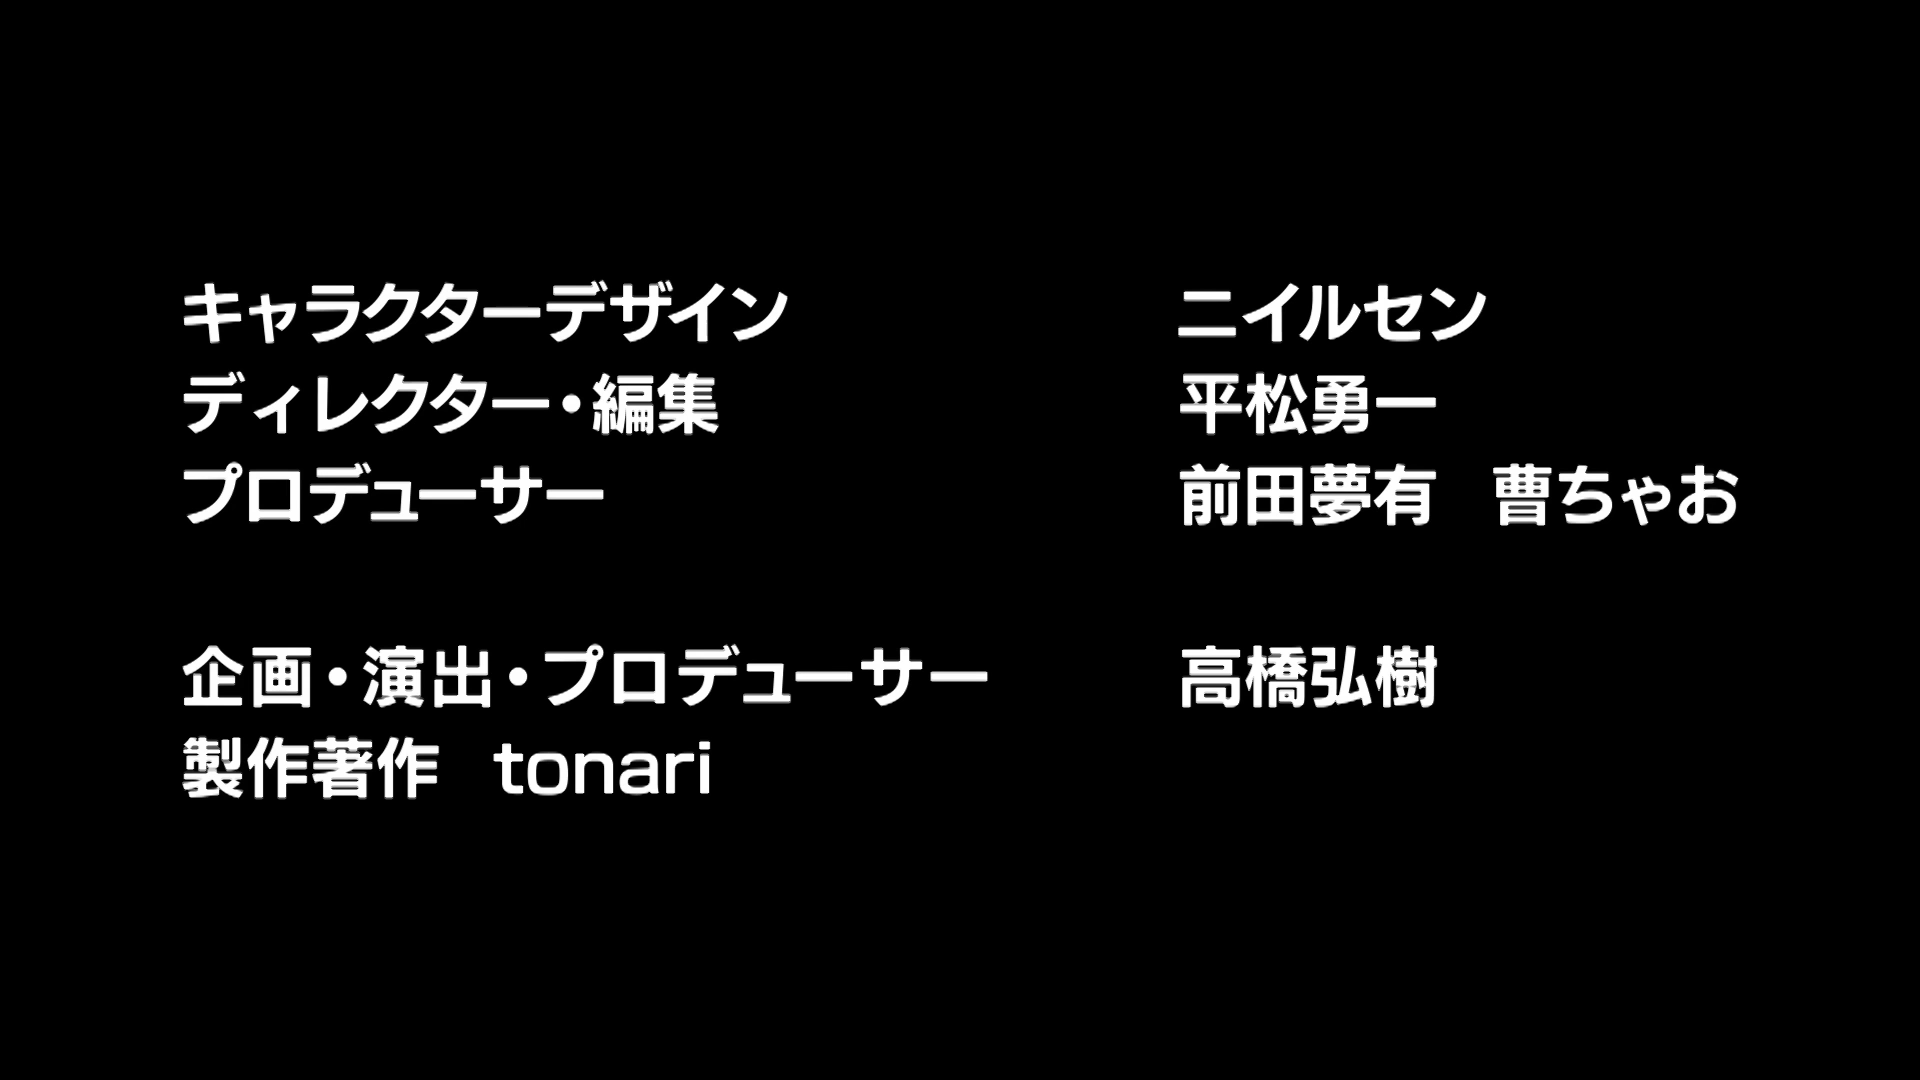 キャラクターデザイン　ニイルセン
ディレクター・編集　平松勇一
プロデューサー　前田夢有　曹ちゃお
企画・演出・プロデューサー　高橋弘樹
製作著作　tonari